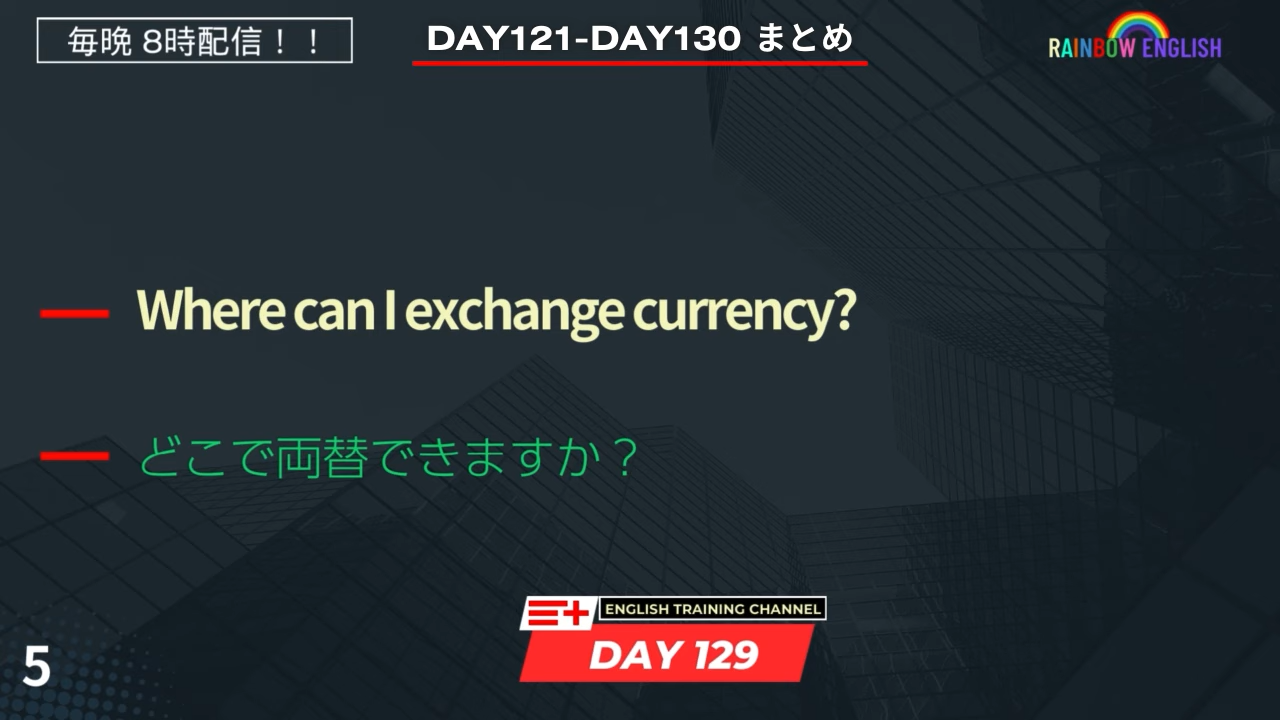 毎晩 8時配信！！
DAY121-DAY130 まとめ
RAINBOW ENGLISH
Where can I exchange currency?
どこで両替できますか？
ENGLISH TRAINING CHANNEL
DAY 129
5